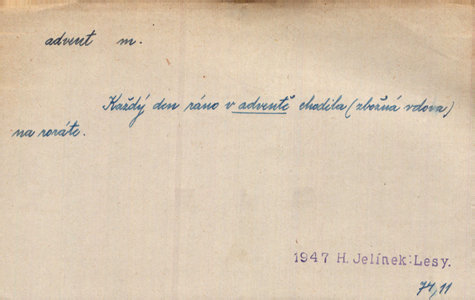 advent m.
Každý den ráno v adventě chodila (zbožná vdova)
na roráte.
1947 H. Jelínek: Lesy.
74,11